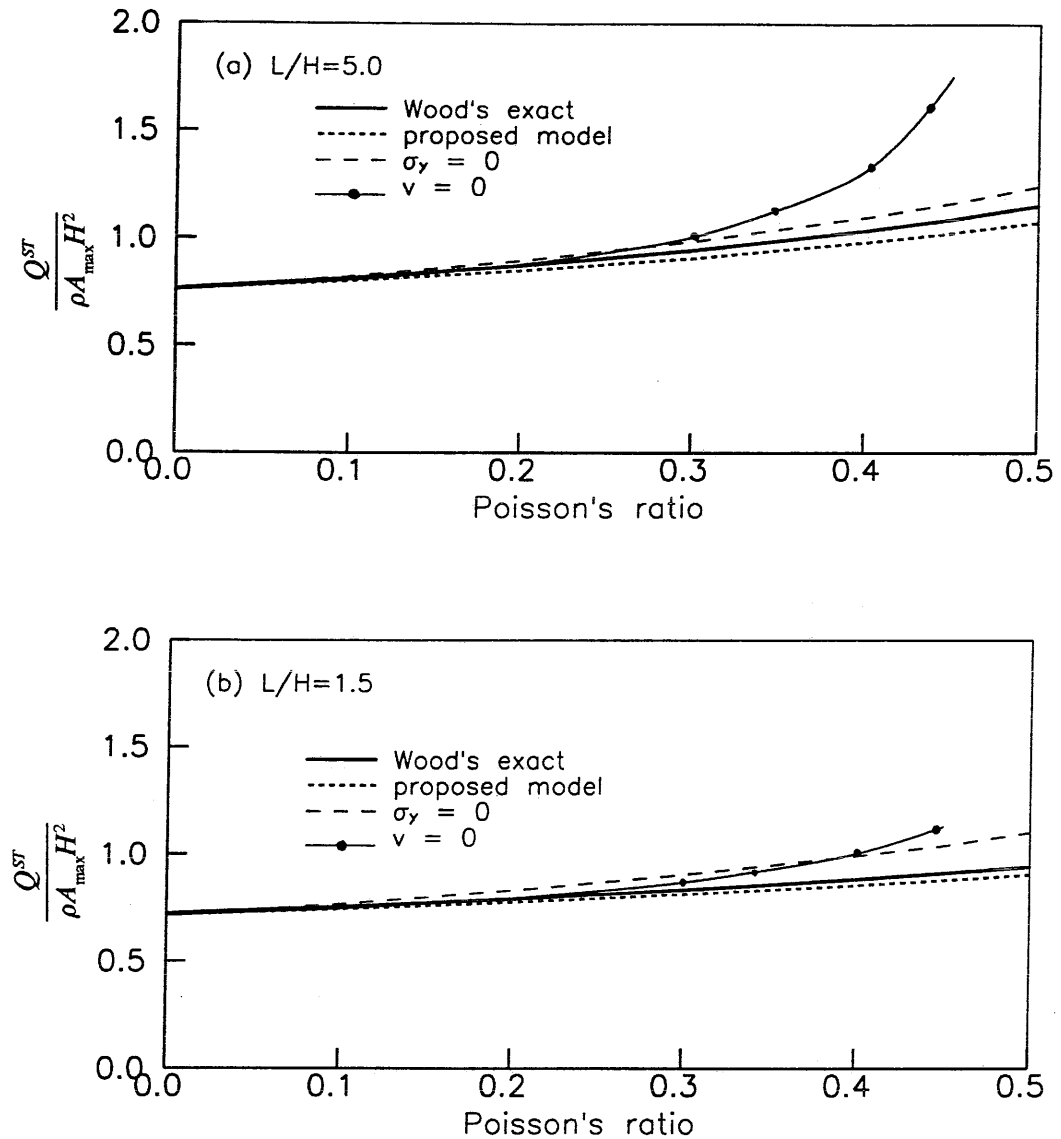 2.0
(a) L/H=5.0
Wood's exact
1.5
proposed model
σy = 0
v = 0
1.0
Q^ST / ρA_max H²
0.5
0.0
0.0 0.1 0.2 0.3 0.4 0.5
Poisson's ratio
2.0
(b) L/H=1.5
1.5
Wood's exact
proposed model
σy = 0
v = 0
1.0
Q^ST / ρA_max H²
0.5
0.0
0.0 0.1 0.2 0.3 0.4 0.5
Poisson's ratio